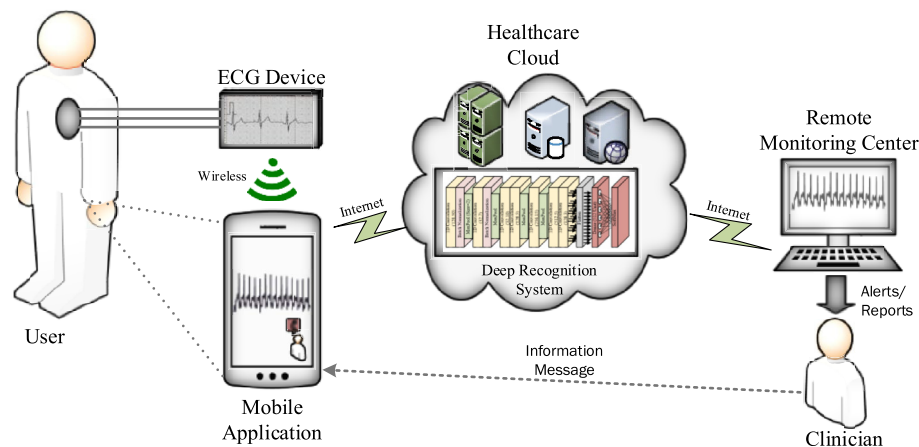 Healthcare
Cloud
ECG Device
Remote
Monitoring Center
Wireless
Internet
Internet
Deep Recognition
System
Alerts/
Reports
User
Information
Message
Mobile
Application
Clinician